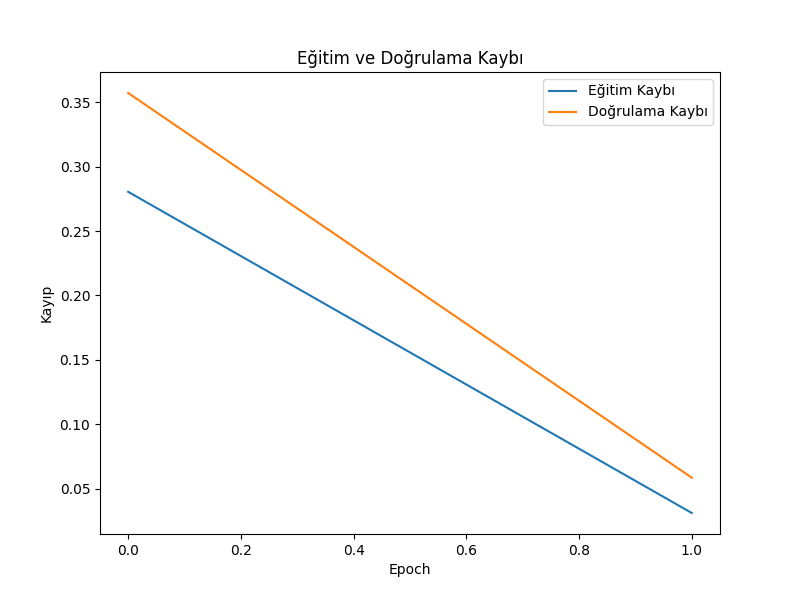 Eğitim ve Doğrulama Kaybı
Eğitim Kaybı
Doğrulama Kaybı
0.35
0.30
0.25
0.20
0.15
0.10
0.05
Kayıp
0.0 0.2 0.4 0.6 0.8 1.0
Epoch